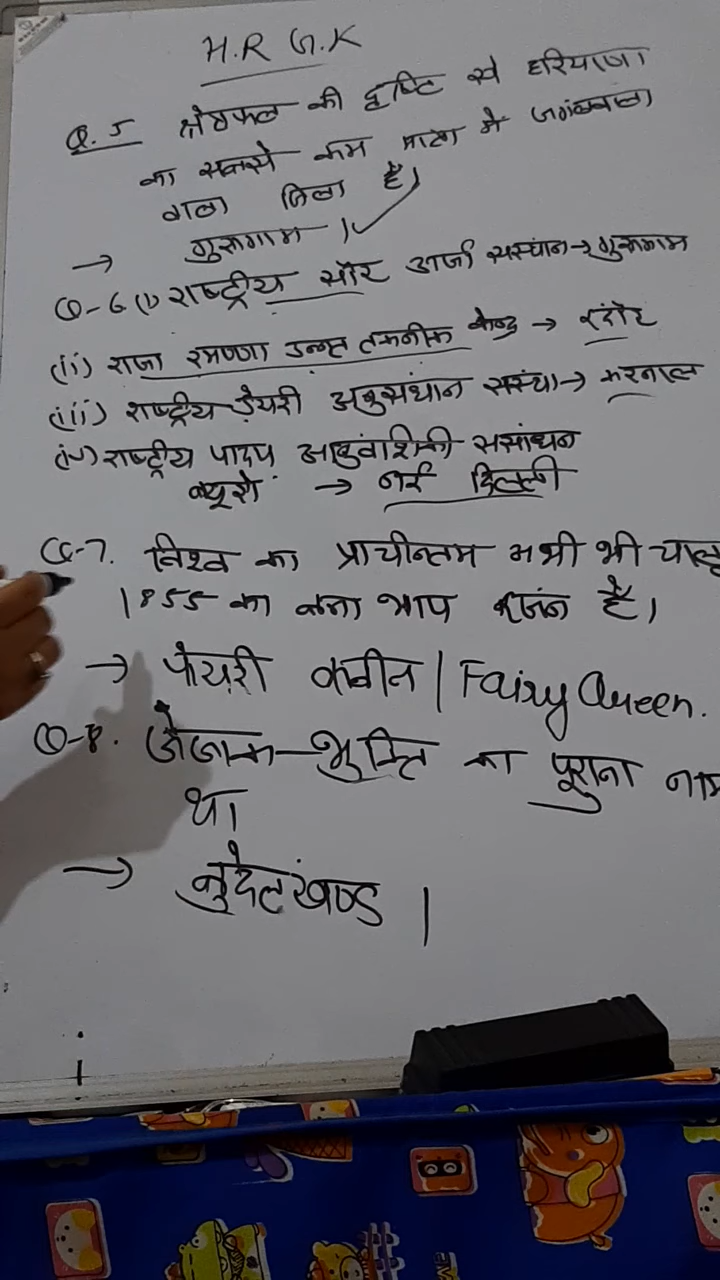 H.R G.K
Q.5 क्षेत्रफल की दृष्टि से हरियाणा
का सबसे कम मात्रा में
वाला जिला है।
→ गुरुग्राम।
Q-6 (i) राष्ट्रीय सौर ऊर्जा संस्थान → गुरुग्राम
(ii) राजा रमण्णा उन्नत तकनीक केन्द्र → इंदौर
(iii) राष्ट्रीय डेयरी अनुसंधान संस्था → करनाल
(iv) राष्ट्रीय पादप आनुवांशिकी संसाधन
ब्यूरो → नई दिल्ली
Q-7. विश्व का प्राचीनतम अभी भी चालू
1855 का बना भाप इंजन है।
→ फेयरी क्वीन | Fairy Queen.
Q-8. जेजाक-भुक्ति का पुराना नाम
था।
→ बुंदेलखण्ड |